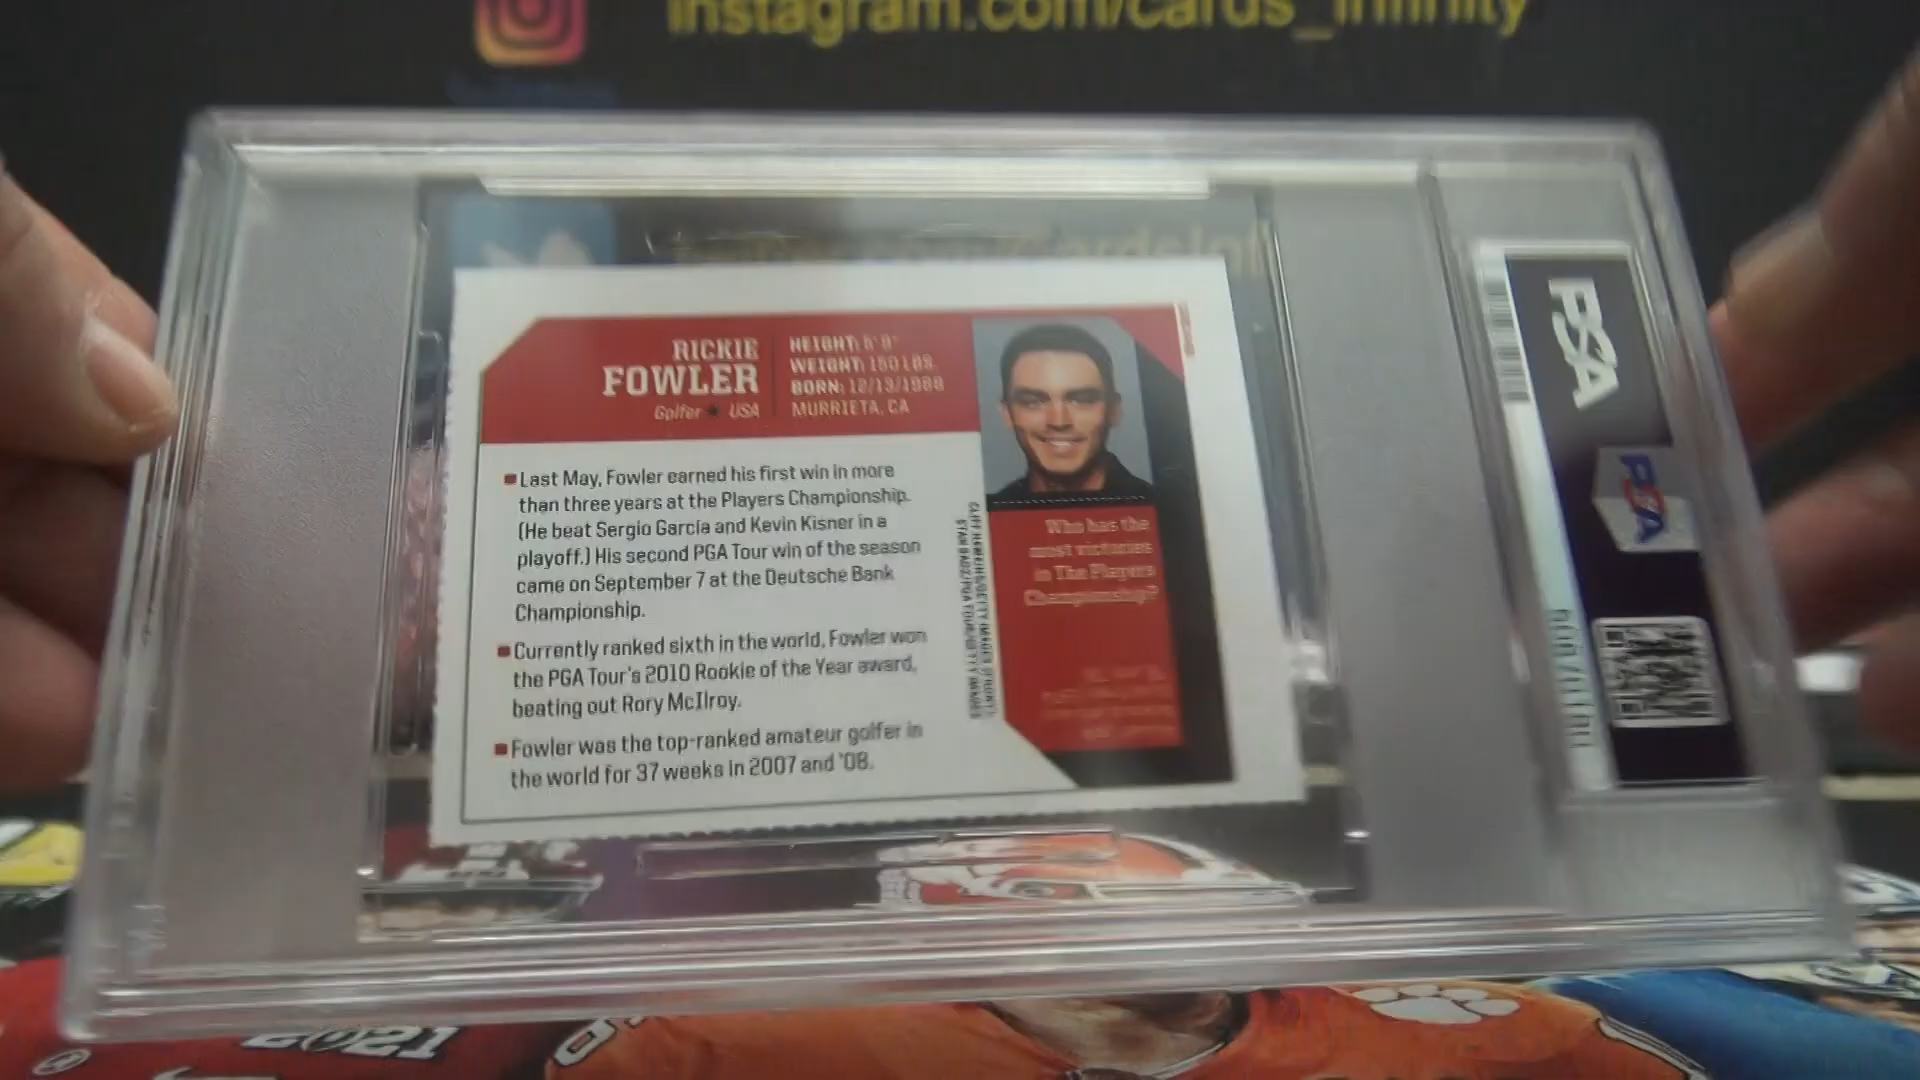 instagram.com/cards_infinity
RICKIE
FOWLER
Golfer ★ USA
HEIGHT: 5' 9"
WEIGHT: 150 LBS.
BORN: 12/13/1988
MURRIETA, CA
Last May, Fowler earned his first win in more
than three years at the Players Championship.
(He beat Sergio Garcia and Kevin Kisner in a
playoff.) His second PGA Tour win of the season
came on September 7 at the Deutsche Bank
Championship.
Currently ranked sixth in the world, Fowler won
the PGA Tour's 2010 Rookie of the Year award,
beating out Rory McIlroy.
Fowler was the top-ranked amateur golfer in
the world for 37 weeks in 2007 and '08.
Who has the
most victories
in The Players
Championship?
PSA
PSA